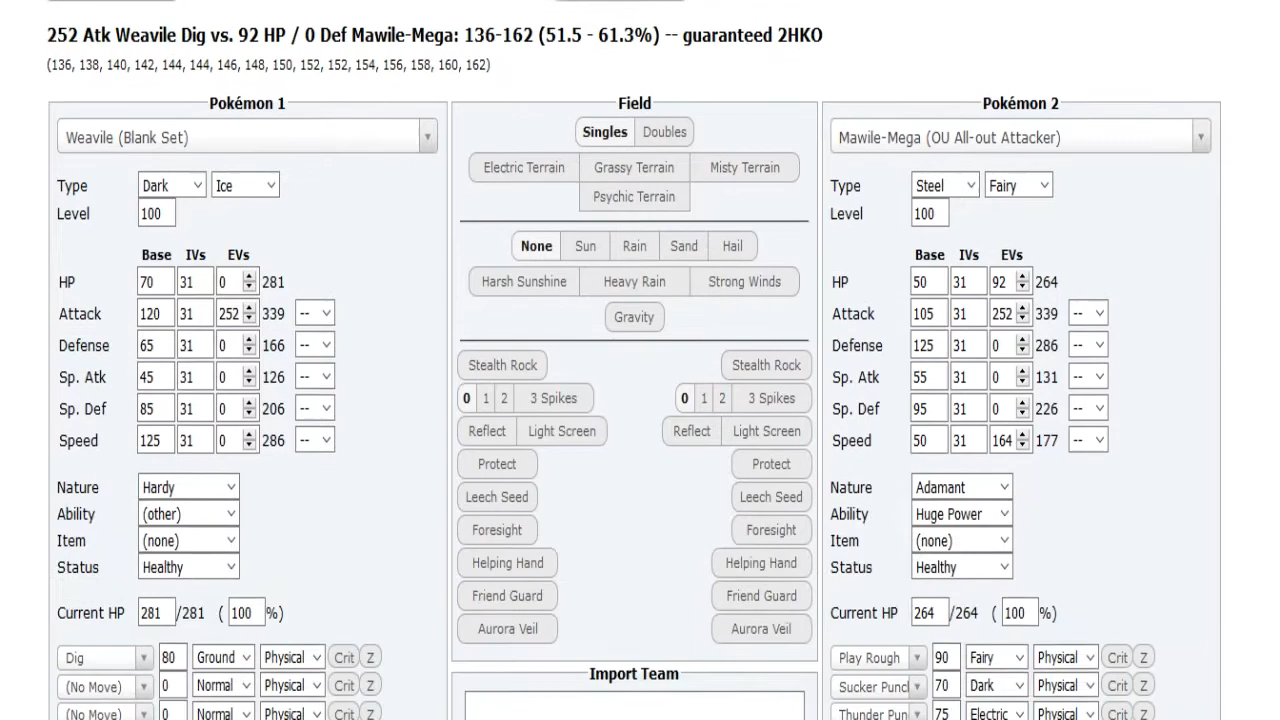 252 Atk Weavile Dig vs. 92 HP / 0 Def Mawile-Mega: 136-162 (51.5 - 61.3%) -- guaranteed 2HKO
(136, 138, 140, 142, 144, 144, 146, 148, 150, 152, 152, 154, 156, 158, 160, 162)
Pokémon 1
Weavile (Blank Set)
Type Dark Ice
Level 100
Base IVs EVs
HP 70 31 0 281
Attack 120 31 252 339 --
Defense 65 31 0 166 --
Sp. Atk 45 31 0 126 --
Sp. Def 85 31 0 206 --
Speed 125 31 0 286 --
Nature Hardy
Ability (other)
Item (none)
Status Healthy
Current HP 281 /281 ( 100 %)
Dig 80 Ground Physical Crit Z
(No Move) 0 Normal Physical Crit Z
(No Move) 0 Normal Physical Crit Z
Field
Singles Doubles
Electric Terrain Grassy Terrain Misty Terrain
Psychic Terrain
None Sun Rain Sand Hail
Harsh Sunshine Heavy Rain Strong Winds
Gravity
Stealth Rock Stealth Rock
0 1 2 3 Spikes 0 1 2 3 Spikes
Reflect Light Screen Reflect Light Screen
Protect Protect
Leech Seed Leech Seed
Foresight Foresight
Helping Hand Helping Hand
Friend Guard Friend Guard
Aurora Veil Aurora Veil
Import Team
Pokémon 2
Mawile-Mega (OU All-out Attacker)
Type Steel Fairy
Level 100
Base IVs EVs
HP 50 31 92 264
Attack 105 31 252 339 --
Defense 125 31 0 286 --
Sp. Atk 55 31 0 131 --
Sp. Def 95 31 0 226 --
Speed 50 31 164 177 --
Nature Adamant
Ability Huge Power
Item (none)
Status Healthy
Current HP 264 /264 ( 100 %)
Play Rough 90 Fairy Physical Crit Z
Sucker Puncl 70 Dark Physical Crit Z
Thunder Pun 75 Electric Physical Crit Z